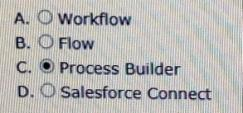 A. Workflow
B. Flow
C. Process Builder
D. Salesforce Connect